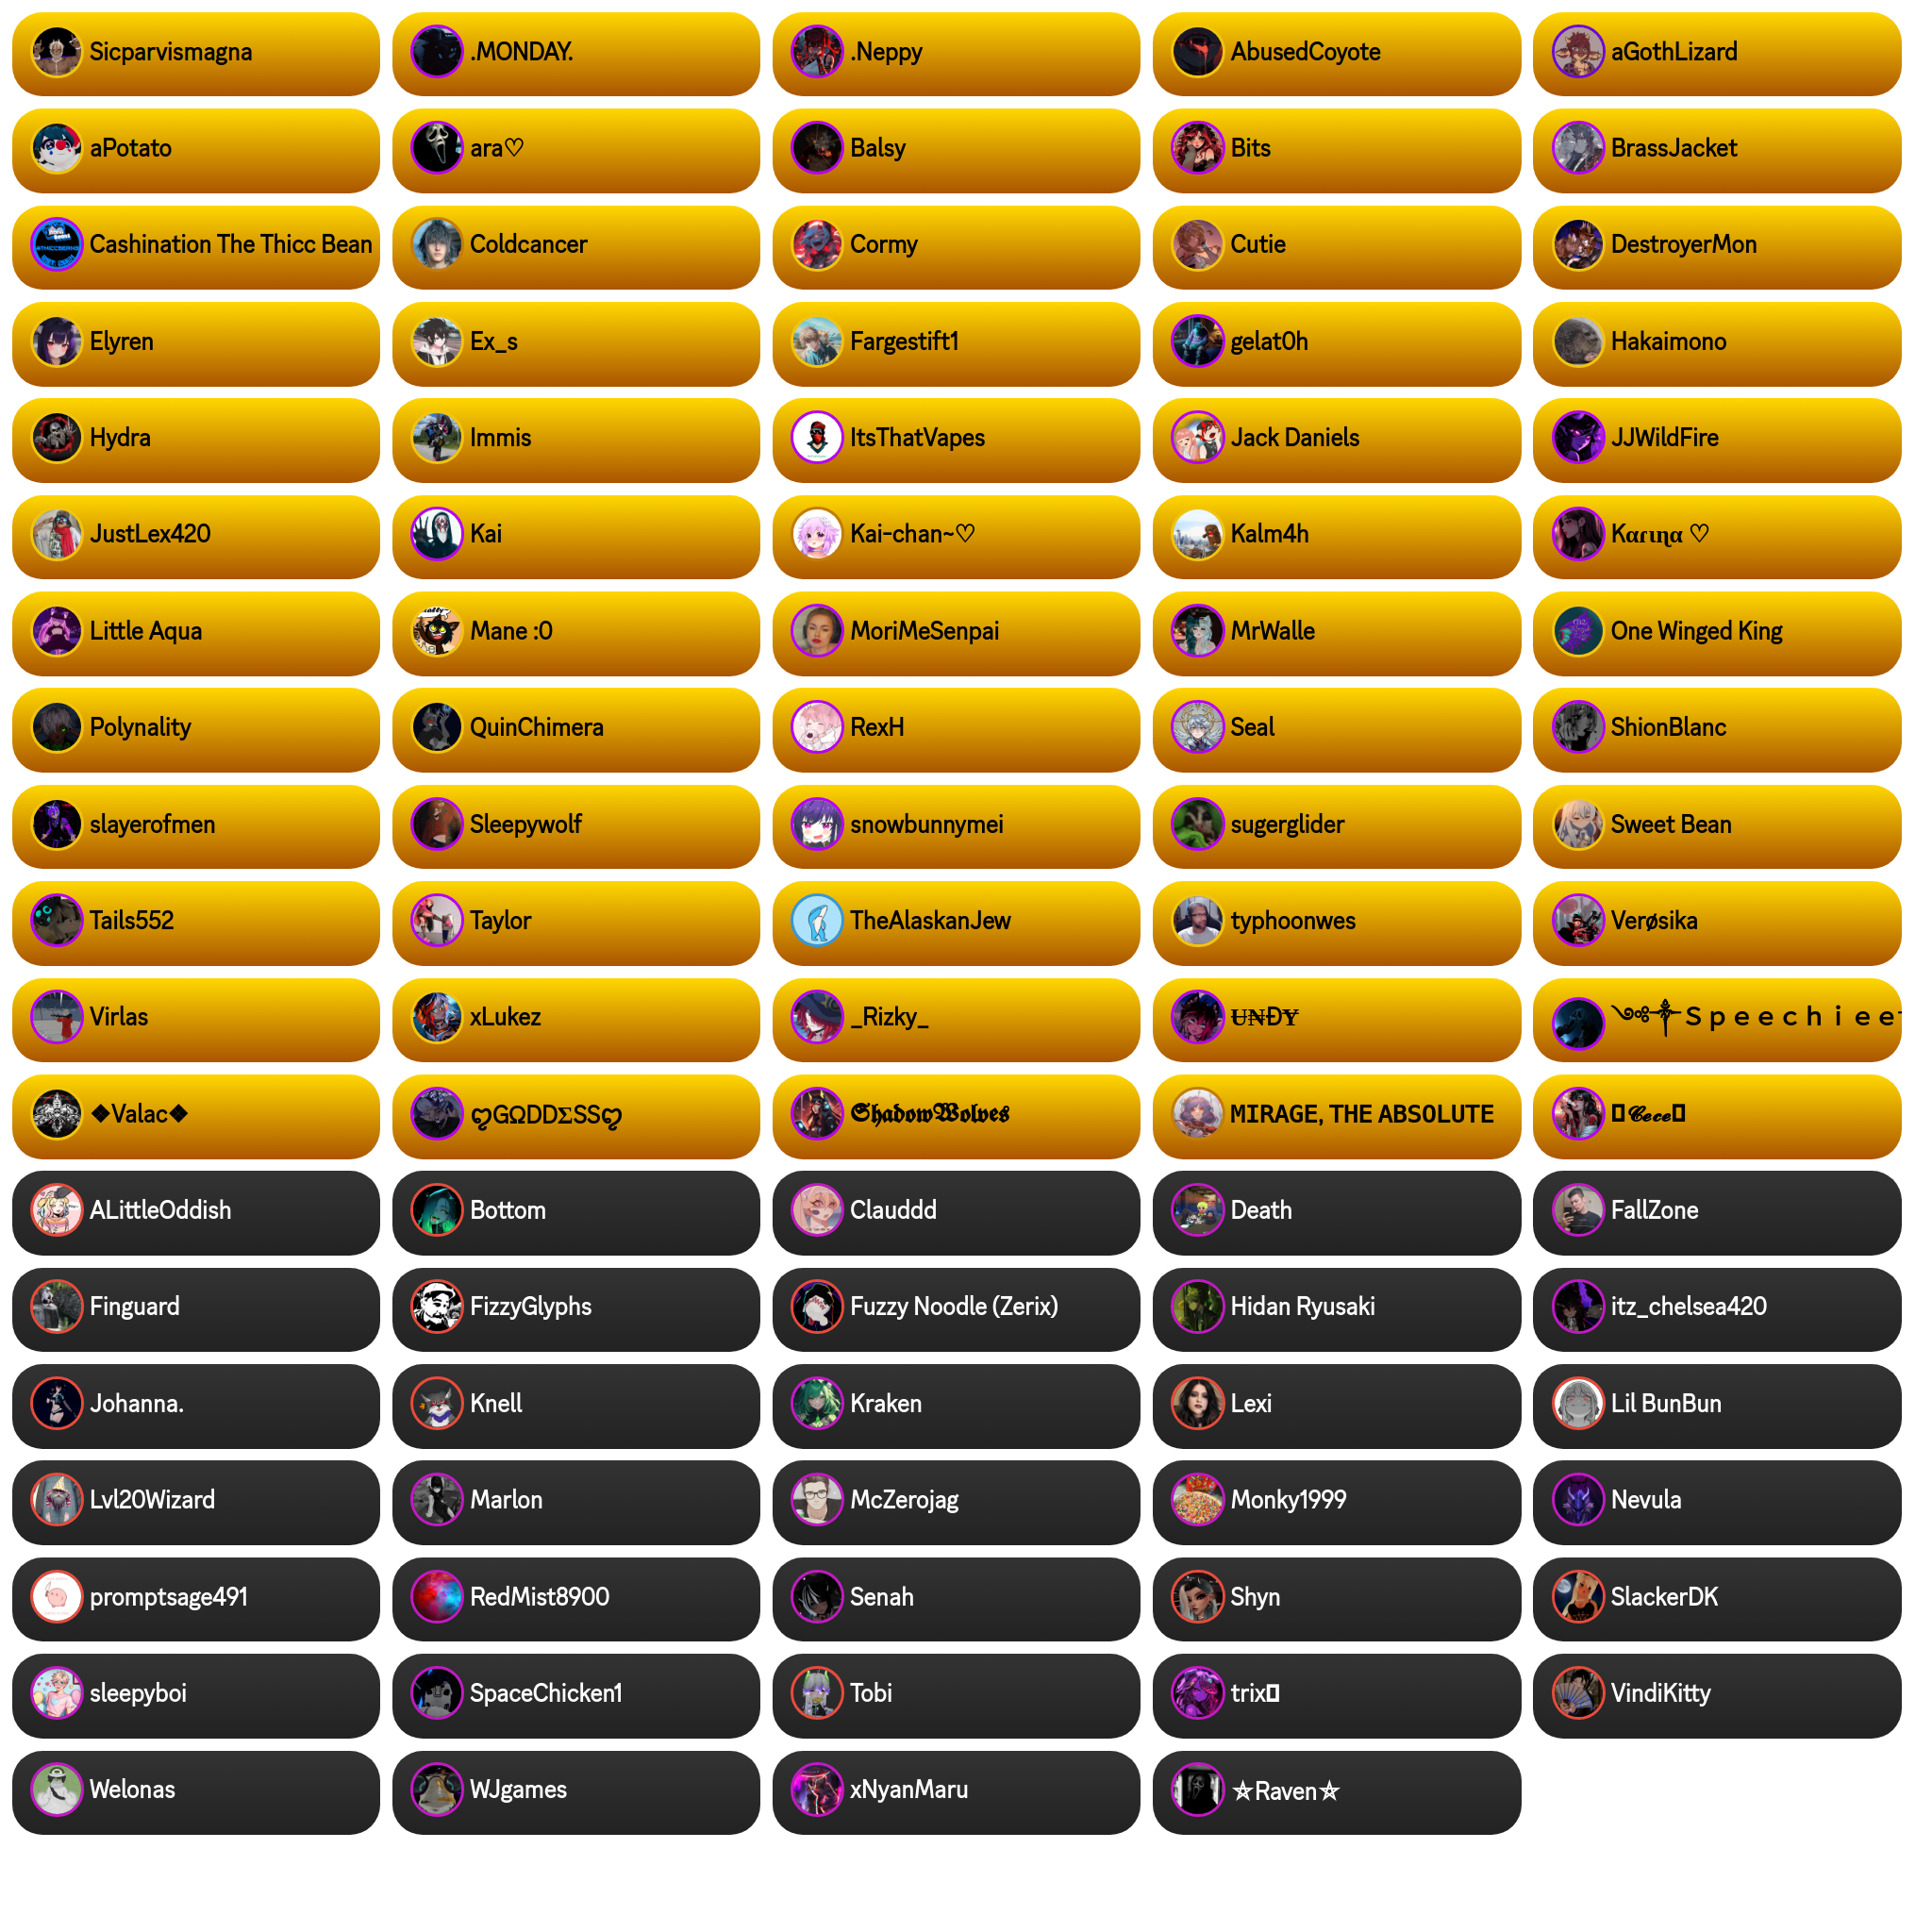 Sicparvismagna
.MONDAY.
.Neppy
AbusedCoyote
aGothLizard
aPotato
ara♡
Balsy
Bits
BrassJacket
Cashination The Thicc Bean
Coldcancer
Cormy
Cutie
DestroyerMon
Elyren
Ex_s
Fargestift1
gelat0h
Hakaimono
Hydra
Immis
ItsThatVapes
Jack Daniels
JJWildFire
JustLex420
Kai
Kai-chan~♡
Kalm4h
Kαɾιɳα ♡
Little Aqua
Mane :0
MoriMeSenpai
MrWalle
One Winged King
Polynality
QuinChimera
RexH
Seal
ShionBlanc
slayerofmen
Sleepywolf
snowbunnymei
sugerglider
Sweet Bean
Tails552
Taylor
TheAlaskanJew
typhoonwes
Verøsika
Virlas
xLukez
_Rizky_
U̶₦ĐɎ
༺✟Ｓｐｅｅｃｈｉｅｅ
❖Valac❖
ღGΩDDΣSSღ
𝕾𝖍𝖆𝖉𝖔𝖜𝖂𝖔𝖑𝖛𝖊𝖘
MIRAGE, THE ABSOLUTE
𝓒𝓮𝓬𝓮
ALittleOddish
Bottom
Clauddd
Death
FallZone
Finguard
FizzyGlyphs
Fuzzy Noodle (Zerix)
Hidan Ryusaki
itz_chelsea420
Johanna.
Knell
Kraken
Lexi
Lil BunBun
Lvl20Wizard
Marlon
McZerojag
Monky1999
Nevula
promptsage491
RedMist8900
Senah
Shyn
SlackerDK
sleepyboi
SpaceChicken1
Tobi
trix
VindiKitty
Welonas
WJgames
xNyanMaru
⛤Raven⛤